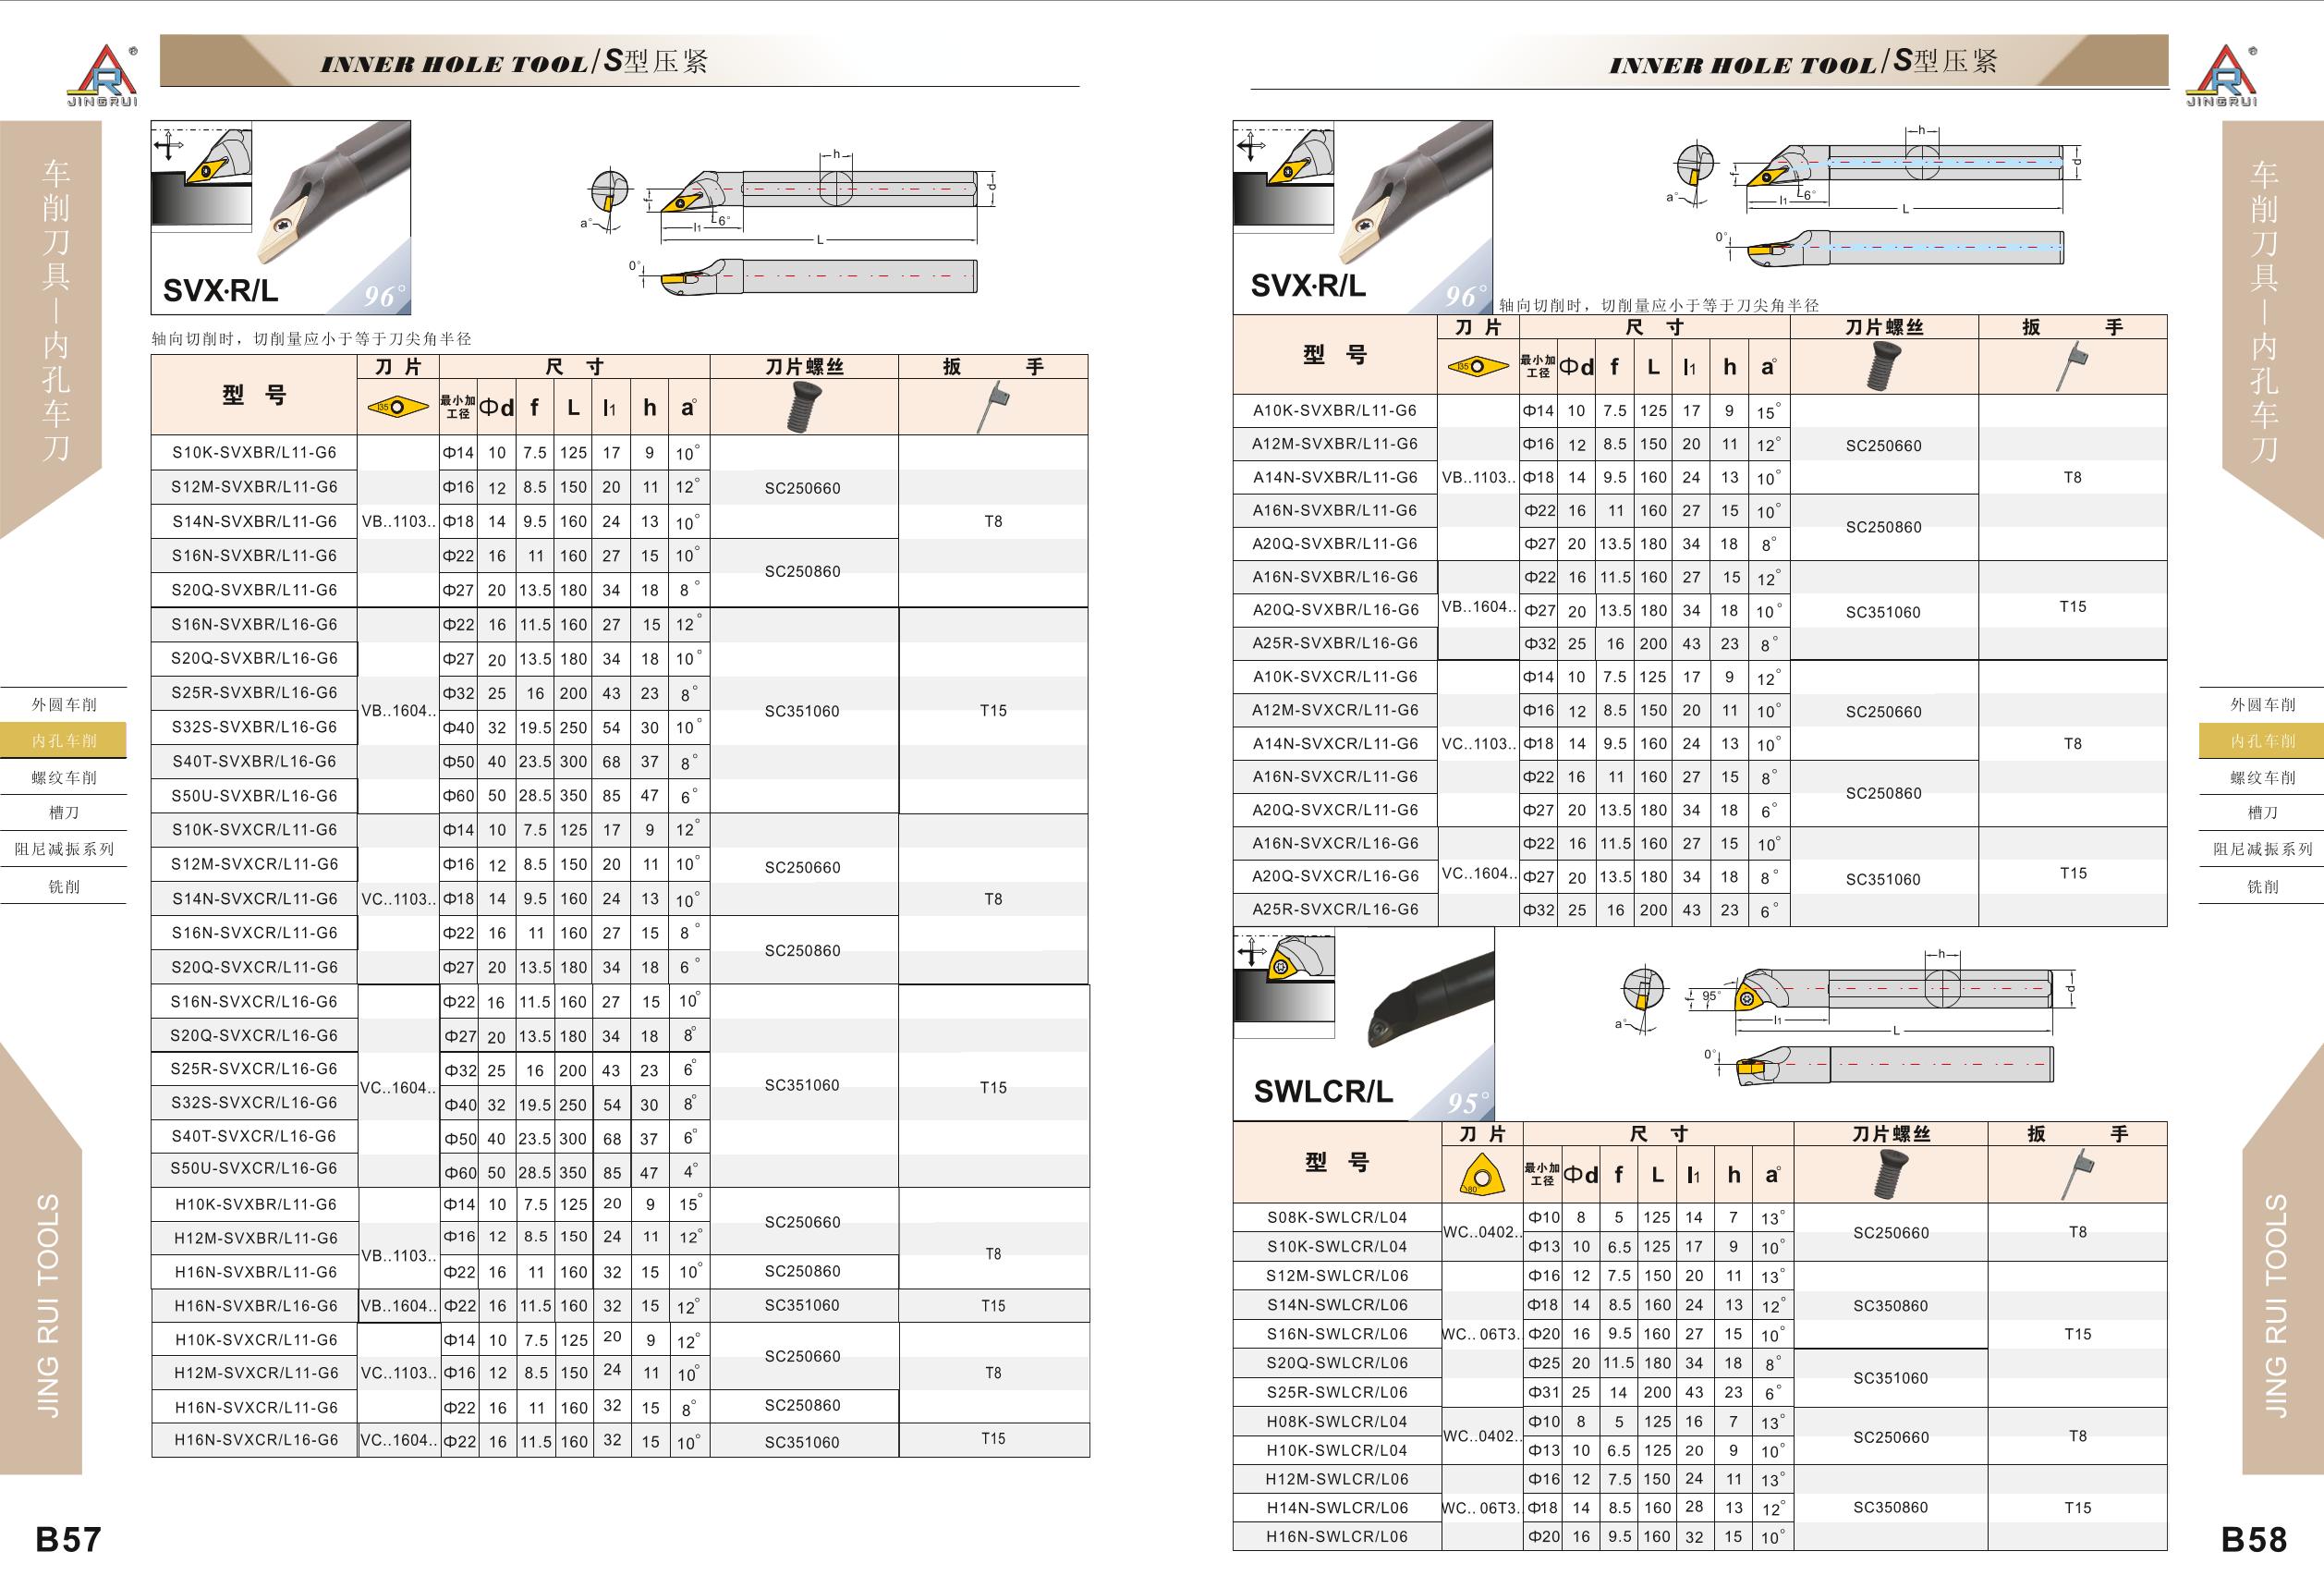 JINGRUI
INNER HOLE TOOL/S型压紧
车削刀具—内孔车刀
外圆车削
内孔车削
螺纹车削
槽刀
阻尼减振系列
铣削
JING RUI TOOLS
B57
SVX·R/L
96°
a° f h d l1 6° L 0°
轴向切削时，切削量应小于等于刀尖角半径
型 号 刀 片 尺 寸 刀片螺丝 扳 手
35 最小加工径 Φd f L l1 h a°
S10K-SVXBR/L11-G6 Φ14 10 7.5 125 17 9 10°
S12M-SVXBR/L11-G6 Φ16 12 8.5 150 20 11 12° SC250660
S14N-SVXBR/L11-G6 VB..1103.. Φ18 14 9.5 160 24 13 10° T8
S16N-SVXBR/L11-G6 Φ22 16 11 160 27 15 10° SC250860
S20Q-SVXBR/L11-G6 Φ27 20 13.5 180 34 18 8°
S16N-SVXBR/L16-G6 Φ22 16 11.5 160 27 15 12°
S20Q-SVXBR/L16-G6 Φ27 20 13.5 180 34 18 10°
S25R-SVXBR/L16-G6 VB..1604.. Φ32 25 16 200 43 23 8° SC351060 T15
S32S-SVXBR/L16-G6 Φ40 32 19.5 250 54 30 10°
S40T-SVXBR/L16-G6 Φ50 40 23.5 300 68 37 8°
S50U-SVXBR/L16-G6 Φ60 50 28.5 350 85 47 6°
S10K-SVXCR/L11-G6 Φ14 10 7.5 125 17 9 12°
S12M-SVXCR/L11-G6 Φ16 12 8.5 150 20 11 10° SC250660
S14N-SVXCR/L11-G6 VC..1103.. Φ18 14 9.5 160 24 13 10° T8
S16N-SVXCR/L11-G6 Φ22 16 11 160 27 15 8° SC250860
S20Q-SVXCR/L11-G6 Φ27 20 13.5 180 34 18 6°
S16N-SVXCR/L16-G6 Φ22 16 11.5 160 27 15 10°
S20Q-SVXCR/L16-G6 Φ27 20 13.5 180 34 18 8°
S25R-SVXCR/L16-G6 VC..1604.. Φ32 25 16 200 43 23 6° SC351060 T15
S32S-SVXCR/L16-G6 Φ40 32 19.5 250 54 30 8°
S40T-SVXCR/L16-G6 Φ50 40 23.5 300 68 37 6°
S50U-SVXCR/L16-G6 Φ60 50 28.5 350 85 47 4°
H10K-SVXBR/L11-G6 Φ14 10 7.5 125 20 9 15° SC250660
H12M-SVXBR/L11-G6 VB..1103.. Φ16 12 8.5 150 24 11 12° T8
H16N-SVXBR/L11-G6 Φ22 16 11 160 32 15 10° SC250860
H16N-SVXBR/L16-G6 VB..1604.. Φ22 16 11.5 160 32 15 12° SC351060 T15
H10K-SVXCR/L11-G6 Φ14 10 7.5 125 20 9 12° SC250660
H12M-SVXCR/L11-G6 VC..1103.. Φ16 12 8.5 150 24 11 10° T8
H16N-SVXCR/L11-G6 Φ22 16 11 160 32 15 8° SC250860
H16N-SVXCR/L16-G6 VC..1604.. Φ22 16 11.5 160 32 15 10° SC351060 T15
INNER HOLE TOOL/S型压紧
JINGRUI
SVX·R/L
96°
a° f h d l1 6° L 0°
轴向切削时，切削量应小于等于刀尖角半径
型 号 刀 片 尺 寸 刀片螺丝 扳 手
35 最小加工径 Φd f L l1 h a°
A10K-SVXBR/L11-G6 Φ14 10 7.5 125 17 9 15°
A12M-SVXBR/L11-G6 Φ16 12 8.5 150 20 11 12° SC250660
A14N-SVXBR/L11-G6 VB..1103.. Φ18 14 9.5 160 24 13 10° T8
A16N-SVXBR/L11-G6 Φ22 16 11 160 27 15 10° SC250860
A20Q-SVXBR/L11-G6 Φ27 20 13.5 180 34 18 8°
A16N-SVXBR/L16-G6 Φ22 16 11.5 160 27 15 12°
A20Q-SVXBR/L16-G6 VB..1604.. Φ27 20 13.5 180 34 18 10° SC351060 T15
A25R-SVXBR/L16-G6 Φ32 25 16 200 43 23 8°
A10K-SVXCR/L11-G6 Φ14 10 7.5 125 17 9 12°
A12M-SVXCR/L11-G6 Φ16 12 8.5 150 20 11 10° SC250660
A14N-SVXCR/L11-G6 VC..1103.. Φ18 14 9.5 160 24 13 10° T8
A16N-SVXCR/L11-G6 Φ22 16 11 160 27 15 8° SC250860
A20Q-SVXCR/L11-G6 Φ27 20 13.5 180 34 18 6°
A16N-SVXCR/L16-G6 Φ22 16 11.5 160 27 15 10°
A20Q-SVXCR/L16-G6 VC..1604.. Φ27 20 13.5 180 34 18 8° SC351060 T15
A25R-SVXCR/L16-G6 Φ32 25 16 200 43 23 6°
SWLCR/L
95°
a° f 95° h d l1 L 0°
型 号 刀 片 尺 寸 刀片螺丝 扳 手
80 最小加工径 Φd f L l1 h a°
S08K-SWLCR/L04 WC..0402.. Φ10 8 5 125 14 7 13° SC250660 T8
S10K-SWLCR/L04 Φ13 10 6.5 125 17 9 10°
S12M-SWLCR/L06 Φ16 12 7.5 150 20 11 13°
S14N-SWLCR/L06 Φ18 14 8.5 160 24 13 12° SC350860
S16N-SWLCR/L06 WC.. 06T3.. Φ20 16 9.5 160 27 15 10° T15
S20Q-SWLCR/L06 Φ25 20 11.5 180 34 18 8° SC351060
S25R-SWLCR/L06 Φ31 25 14 200 43 23 6°
H08K-SWLCR/L04 WC..0402.. Φ10 8 5 125 16 7 13° SC250660 T8
H10K-SWLCR/L04 Φ13 10 6.5 125 20 9 10°
H12M-SWLCR/L06 Φ16 12 7.5 150 24 11 13°
H14N-SWLCR/L06 WC.. 06T3.. Φ18 14 8.5 160 28 13 12° SC350860 T15
H16N-SWLCR/L06 Φ20 16 9.5 160 32 15 10°
车削刀具—内孔车刀
外圆车削
内孔车削
螺纹车削
槽刀
阻尼减振系列
铣削
JING RUI TOOLS
B58